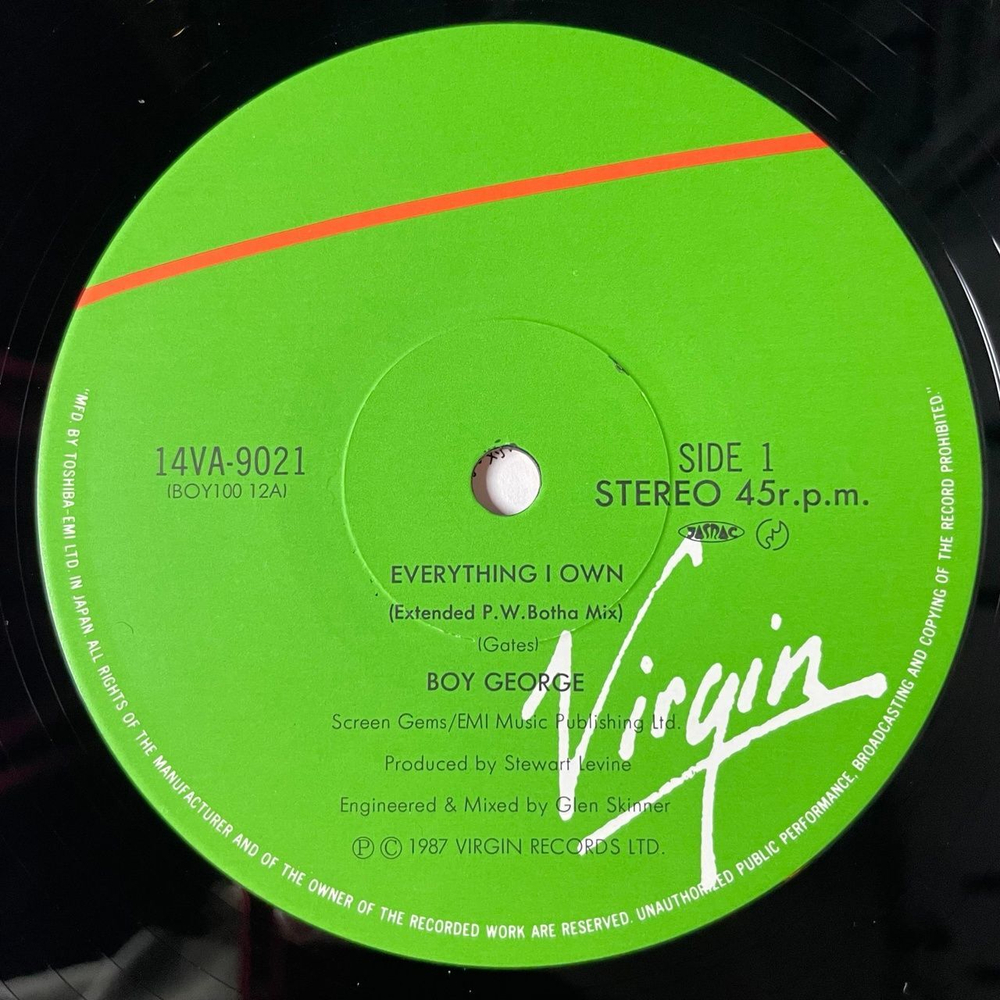 14VA-9021
(BOY100 12A)
SIDE 1
STEREO 45r.p.m.
JASRAC
EVERYTHING I OWN
(Extended P.W.Botha Mix)
(Gates)
BOY GEORGE
Screen Gems/EMI Music Publishing Ltd.
Produced by Stewart Levine
Engineered & Mixed by Glen Skinner
Ⓟ © 1987 VIRGIN RECORDS LTD.
Virgin
"MFD BY TOSHIBA-EMI LTD. IN JAPAN ALL RIGHTS OF THE MANUFACTURER AND OF THE OWNER OF THE RECORDED WORK ARE RESERVED. UNAUTHORIZED PUBLIC PERFORMANCE, BROADCASTING AND COPYING OF THE RECORD PROHIBITED."